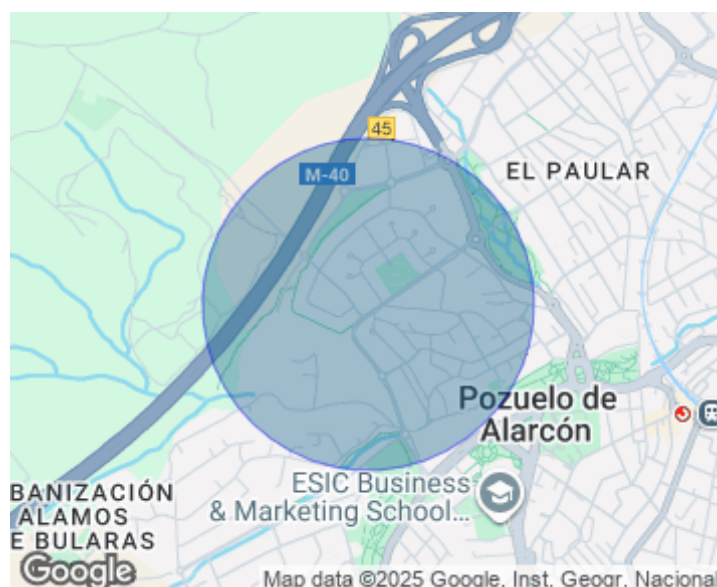 45
M-40
EL PAULAR
Pozuelo de
Alarcón
ESIC Business
& Marketing School...
BANIZACIÓN
ALAMOS
E BULARAS
Google
Map data ©2025 Google, Inst. Geogr. Nacional